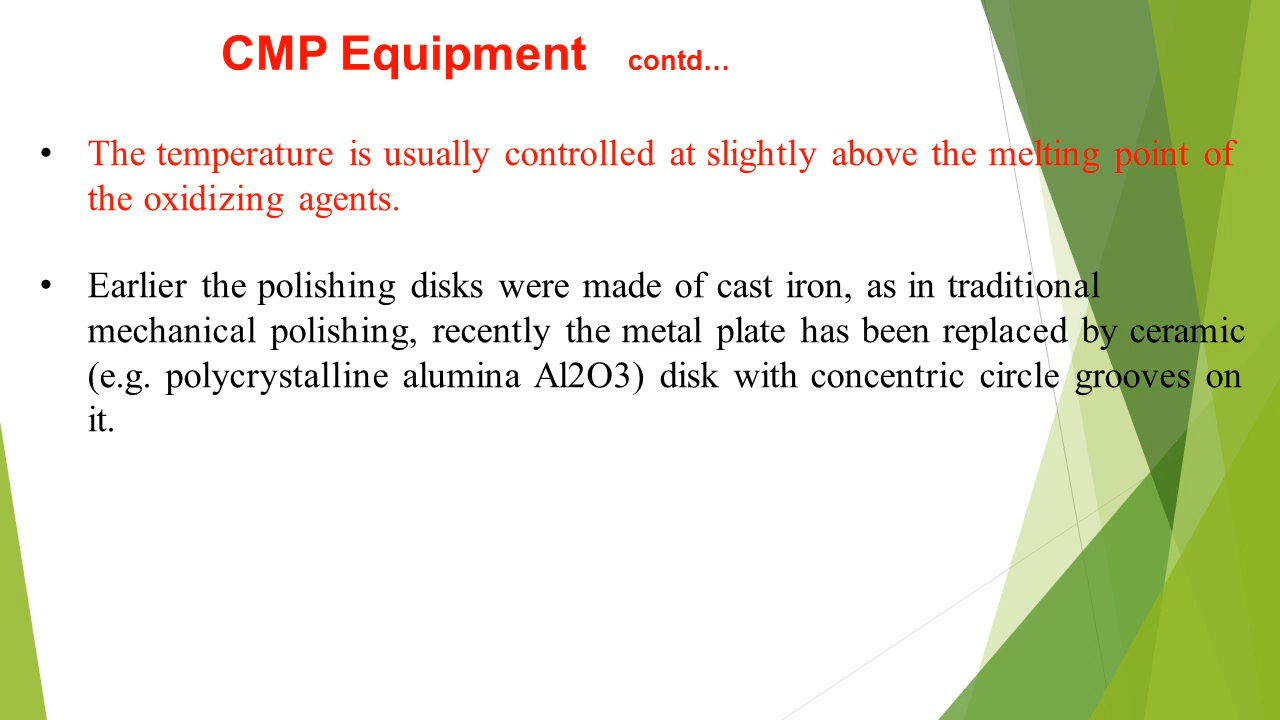 CMP Equipment contd…
• The temperature is usually controlled at slightly above the melting point of
the oxidizing agents.
• Earlier the polishing disks were made of cast iron, as in traditional
mechanical polishing, recently the metal plate has been replaced by ceramic
(e.g. polycrystalline alumina Al2O3) disk with concentric circle grooves on
it.